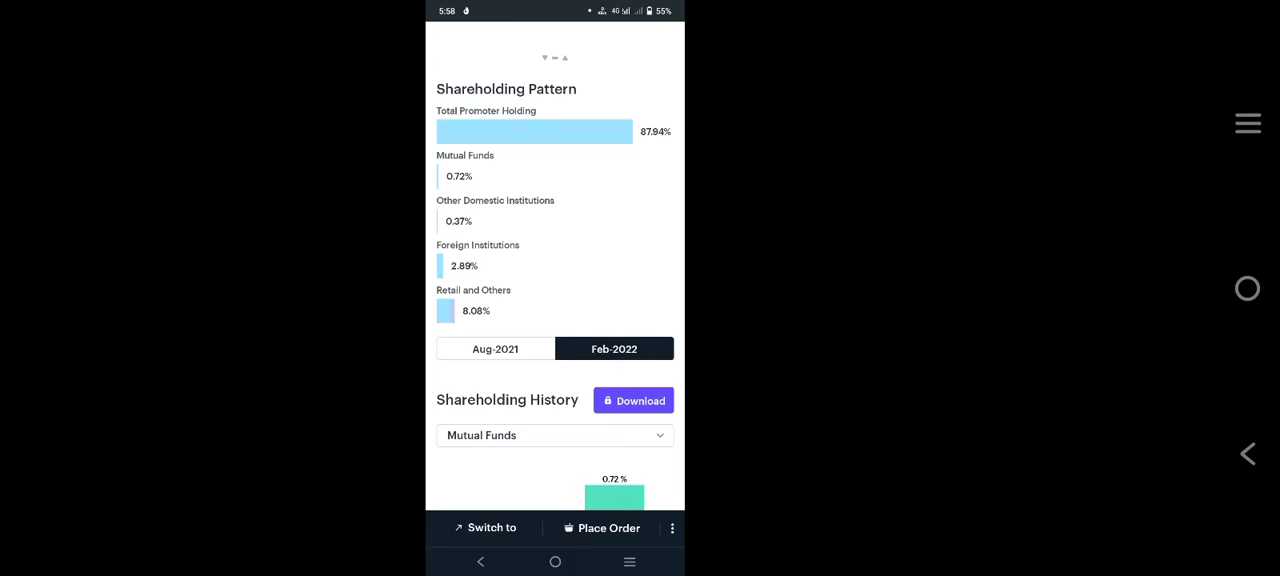 5:58 4G 55%
Shareholding Pattern
Total Promoter Holding
87.94%
Mutual Funds
0.72%
Other Domestic Institutions
0.37%
Foreign Institutions
2.89%
Retail and Others
8.08%
Aug-2021 Feb-2022
Shareholding History Download
Mutual Funds
0.72 %
Switch to Place Order